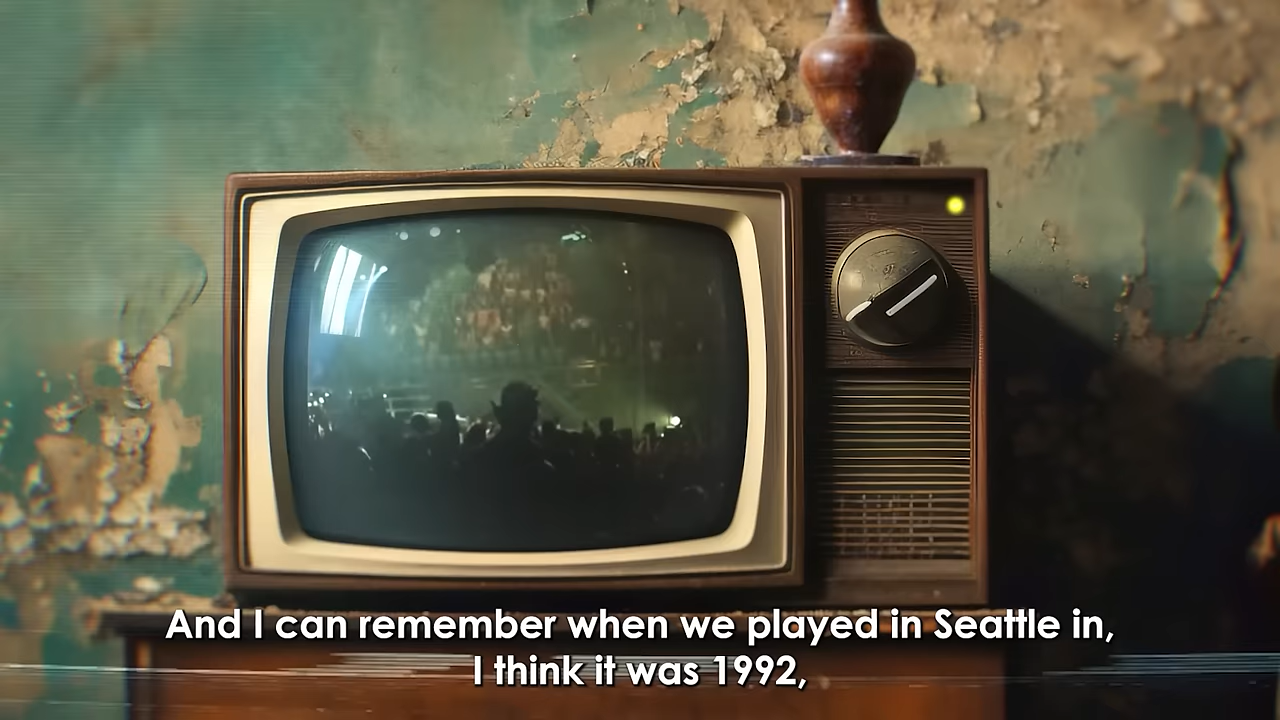 And I can remember when we played in Seattle in,
I think it was 1992,